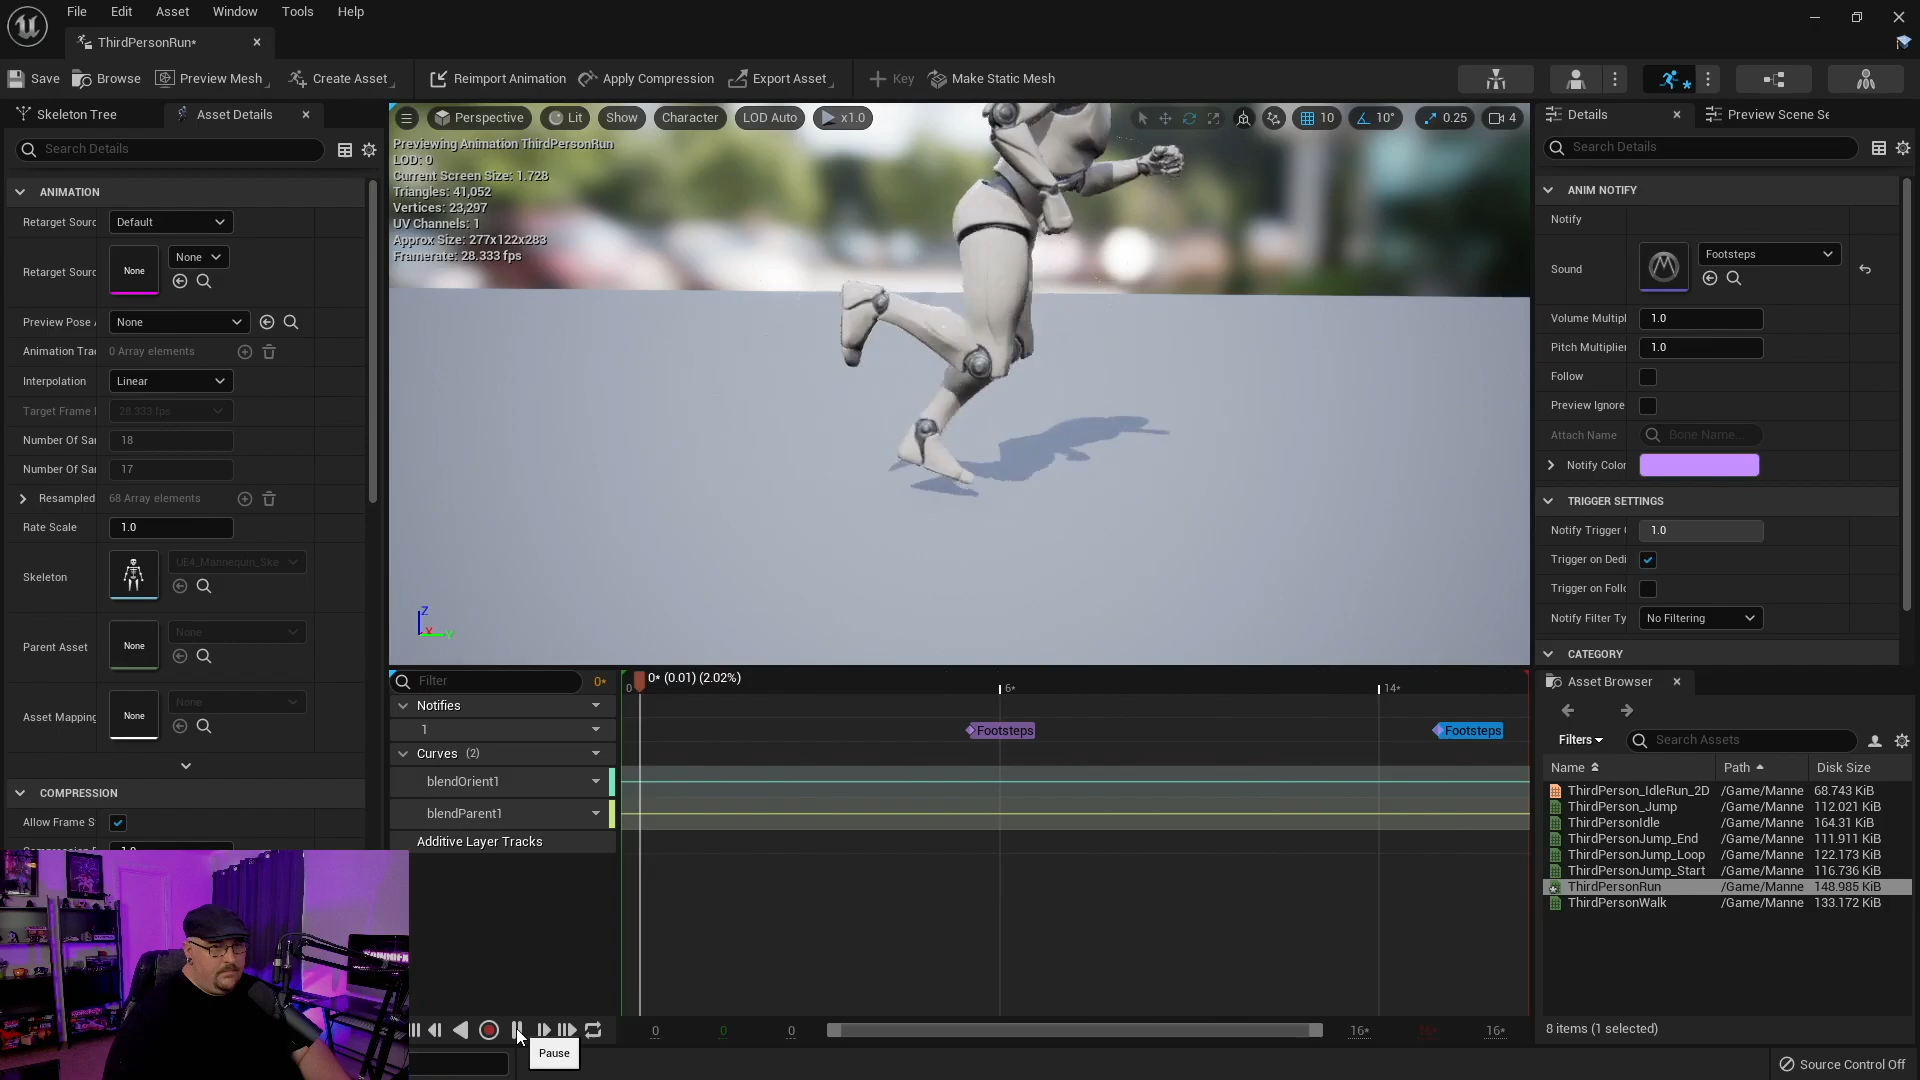 File Edit Asset Window Tools Help
ThirdPersonRun*
Save Browse Preview Mesh Create Asset Reimport Animation Apply Compression Export Asset Key Make Static Mesh
Skeleton Tree Asset Details
Search Details
ANIMATION
Retarget Sourc Default
Retarget Sourc None None
Preview Pose A None
Animation Trac 0 Array elements
Interpolation Linear
Target Frame 28.333 fps
Number Of Sar 18
Number Of Sar 17
Resampled 68 Array elements
Rate Scale 1.0
Skeleton UE4_Mannequin_Ske
Parent Asset None None
Asset Mapping None None
COMPRESSION
Allow Frame S
Perspective Lit Show Character LOD Auto x1.0 10 10° 0.25 4
Previewing Animation ThirdPersonRun
LOD: 0
Current Screen Size: 1.728
Triangles: 41,052
Vertices: 23,297
UV Channels: 1
Approx Size: 277x122x283
Framerate: 28.333 fps
Z
X Y
Filter 0*
0 0* (0.01) (2.02%) 6* 14*
Notifies
1 Footsteps Footsteps
Curves (2)
blendOrient1
blendParent1
Additive Layer Tracks
0 0 0 16* 16* 16*
Pause
Details Preview Scene Se
Search Details
ANIM NOTIFY
Notify
Sound Footsteps
Volume Multipl 1.0
Pitch Multiplier 1.0
Follow
Preview Ignore
Attach Name Bone Name...
Notify Color
TRIGGER SETTINGS
Notify Trigger 1.0
Trigger on Dedi
Trigger on Follo
Notify Filter Ty No Filtering
CATEGORY
Asset Browser
Filters Search Assets
Name Path Disk Size
ThirdPerson_IdleRun_2D /Game/Manne 68.743 KiB
ThirdPerson_Jump /Game/Manne 112.021 KiB
ThirdPersonIdle /Game/Manne 164.31 KiB
ThirdPersonJump_End /Game/Manne 111.911 KiB
ThirdPersonJump_Loop /Game/Manne 122.173 KiB
ThirdPersonJump_Start /Game/Manne 116.736 KiB
ThirdPersonRun /Game/Manne 148.985 KiB
ThirdPersonWalk /Game/Manne 133.172 KiB
8 items (1 selected)
Source Control Off